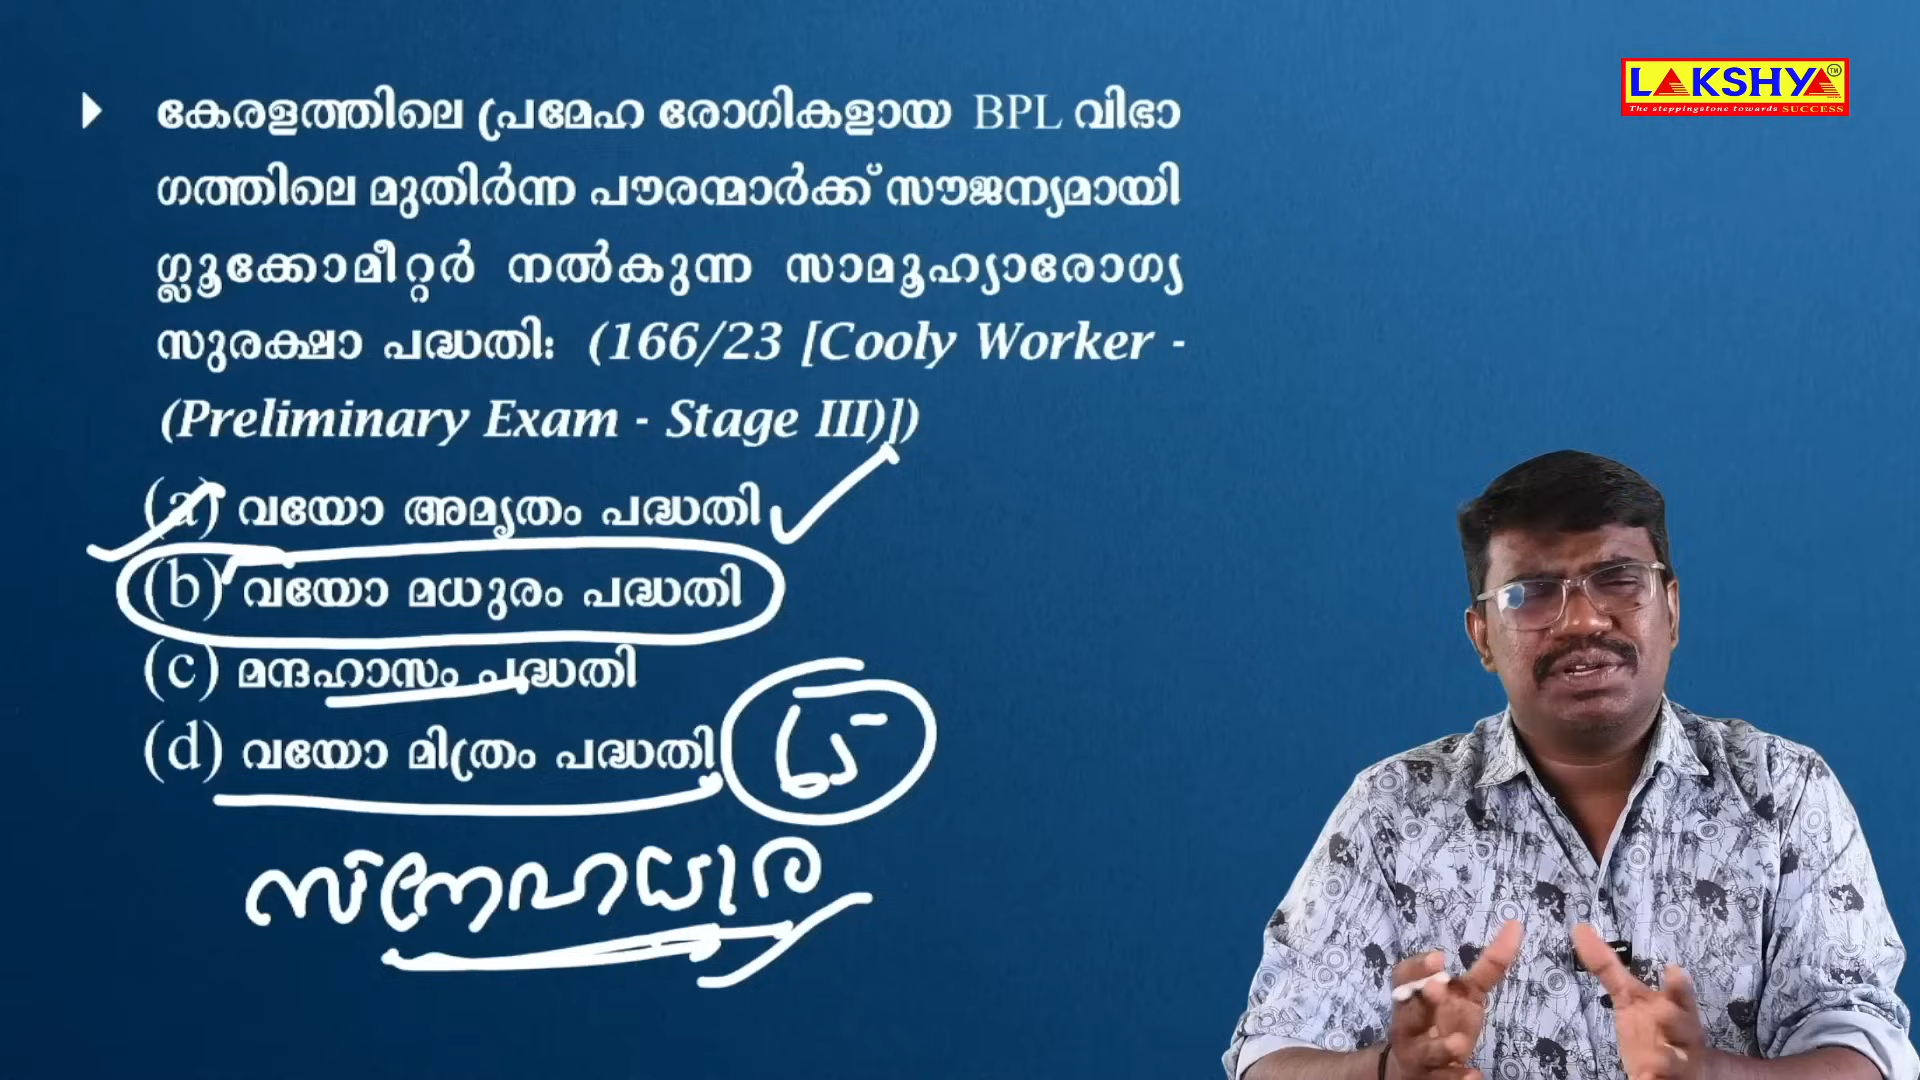 LAKSHYA
TM
The steppingstone towards SUCCESS
കേരളത്തിലെ പ്രമേഹ രോഗികളായ BPL വിഭാ
ഗത്തിലെ മുതിർന്ന പൗരന്മാർക്ക് സൗജന്യമായി
ഗ്ലൂക്കോമീറ്റർ നൽകുന്ന സാമൂഹ്യാരോഗ്യ
സുരക്ഷാ പദ്ധതി: (166/23 [Cooly Worker -
(Preliminary Exam - Stage III)])
(a) വയോ അമൃതം പദ്ധതി
(b) വയോ മധുരം പദ്ധതി
(c) മന്ദഹാസം പദ്ധതി
(d) വയോ മിത്രം പദ്ധതി
65